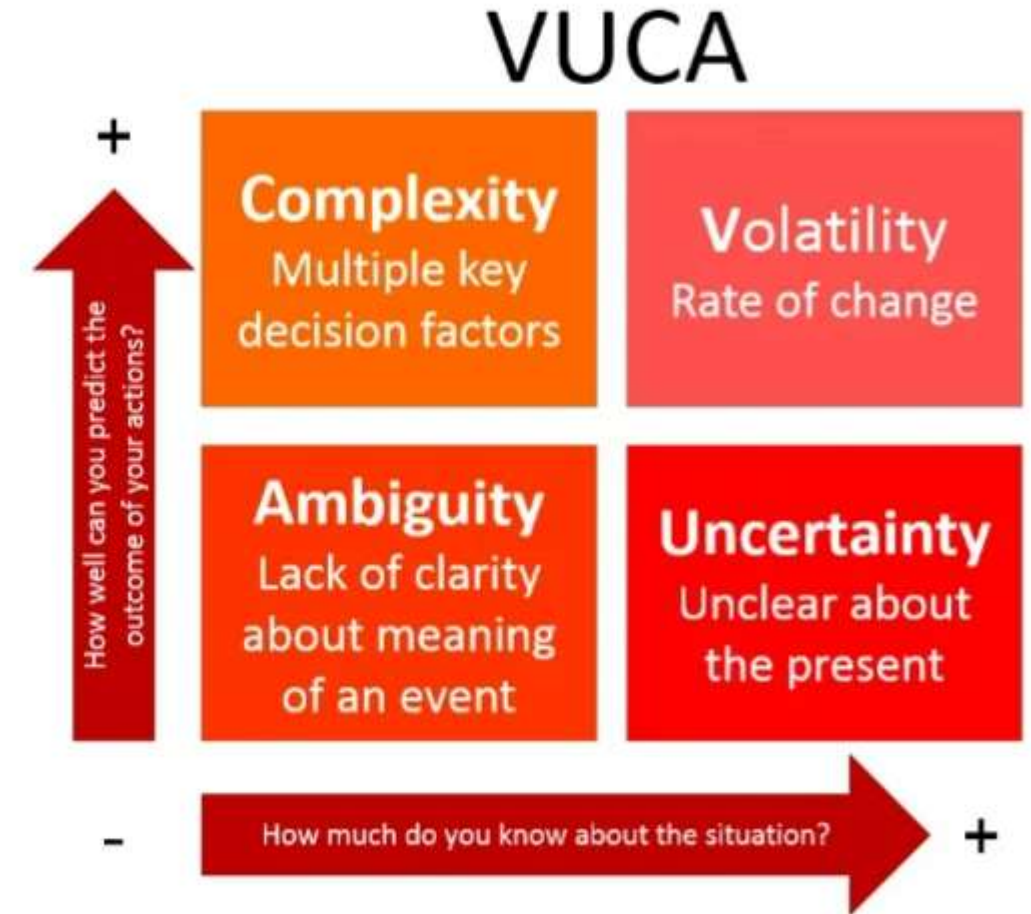 VUCA
+
Complexity
Multiple key
decision factors
Volatility
Rate of change
How well can you predict the
outcome of your actions?
Ambiguity
Lack of clarity
about meaning
of an event
Uncertainty
Unclear about
the present
-
How much do you know about the situation?
+